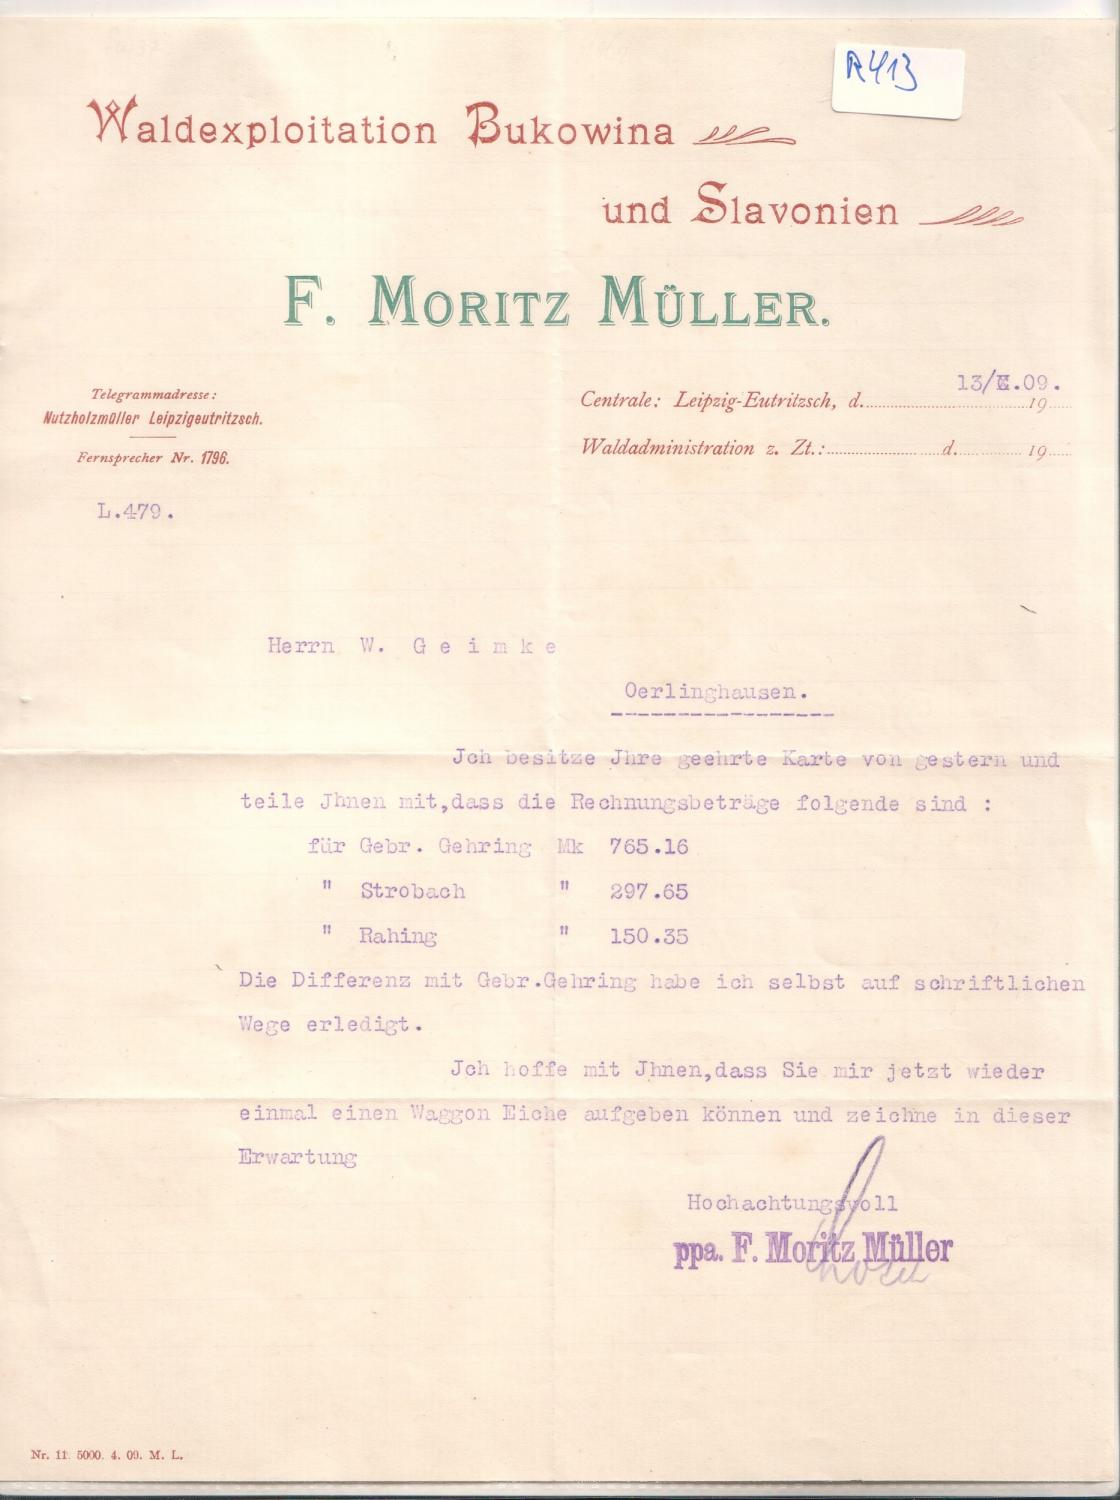 R413
Waldexploitation Bukowina
und Slavonien
F. MORITZ MÜLLER.
Telegrammadresse:
Nutzholzmüller Leipzigeutritzsch.
Fernsprecher Nr. 1796.
Centrale: Leipzig-Eutritzsch, d. 13/ .09. 19
Waldadministration z. Zt.: d. 19
L.479.
Herrn W. Geimke
Oerlinghausen.
Jch besitze Jhre geehrte Karte von gestern und
teile Jhnen mit,dass die Rechnungsbeträge folgende sind :
für Gebr. Gehring Mk 765.16
" Strobach " 297.65
" Rahing " 150.35
Die Differenz mit Gebr.Gehring habe ich selbst auf schriftlichen
Wege erledigt.
Jch hoffe mit Jhnen,dass Sie mir jetzt wieder
einmal einen Waggon Eiche aufgeben können und zeichne in dieser
Erwartung
Hochachtungsvoll
ppa. F. Moritz Müller
Nr. 11. 5000. 4. 09. M. L.